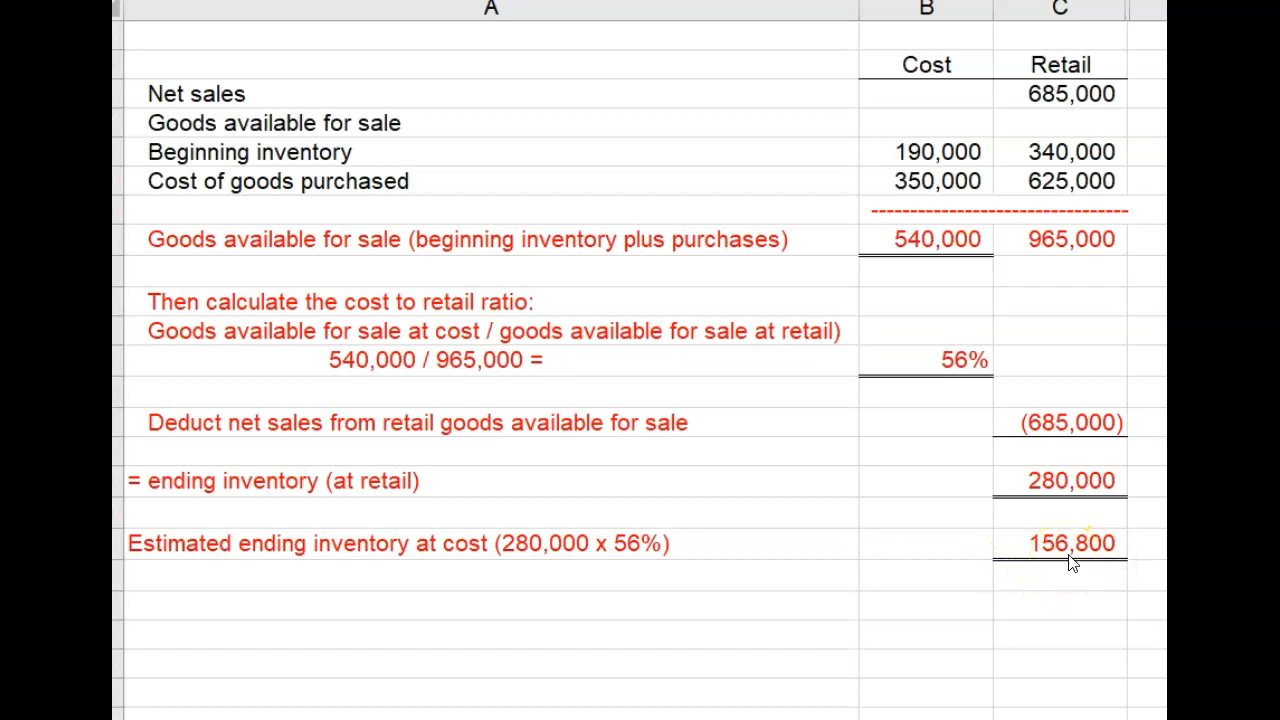 A B C
Cost Retail
Net sales 685,000
Goods available for sale
Beginning inventory 190,000 340,000
Cost of goods purchased 350,000 625,000
--------------------------------
Goods available for sale (beginning inventory plus purchases) 540,000 965,000
Then calculate the cost to retail ratio:
Goods available for sale at cost / goods available for sale at retail)
540,000 / 965,000 = 56%
Deduct net sales from retail goods available for sale (685,000)
= ending inventory (at retail) 280,000
Estimated ending inventory at cost (280,000 x 56%) 156,800